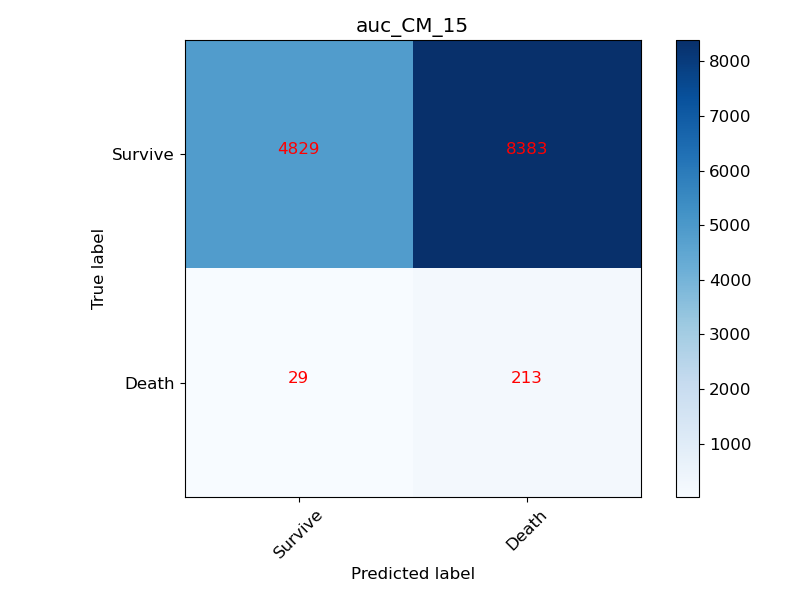 auc_CM_15
Survive
4829
8383
Death
29
213
True label
Survive
Death
Predicted label
8000
7000
6000
5000
4000
3000
2000
1000